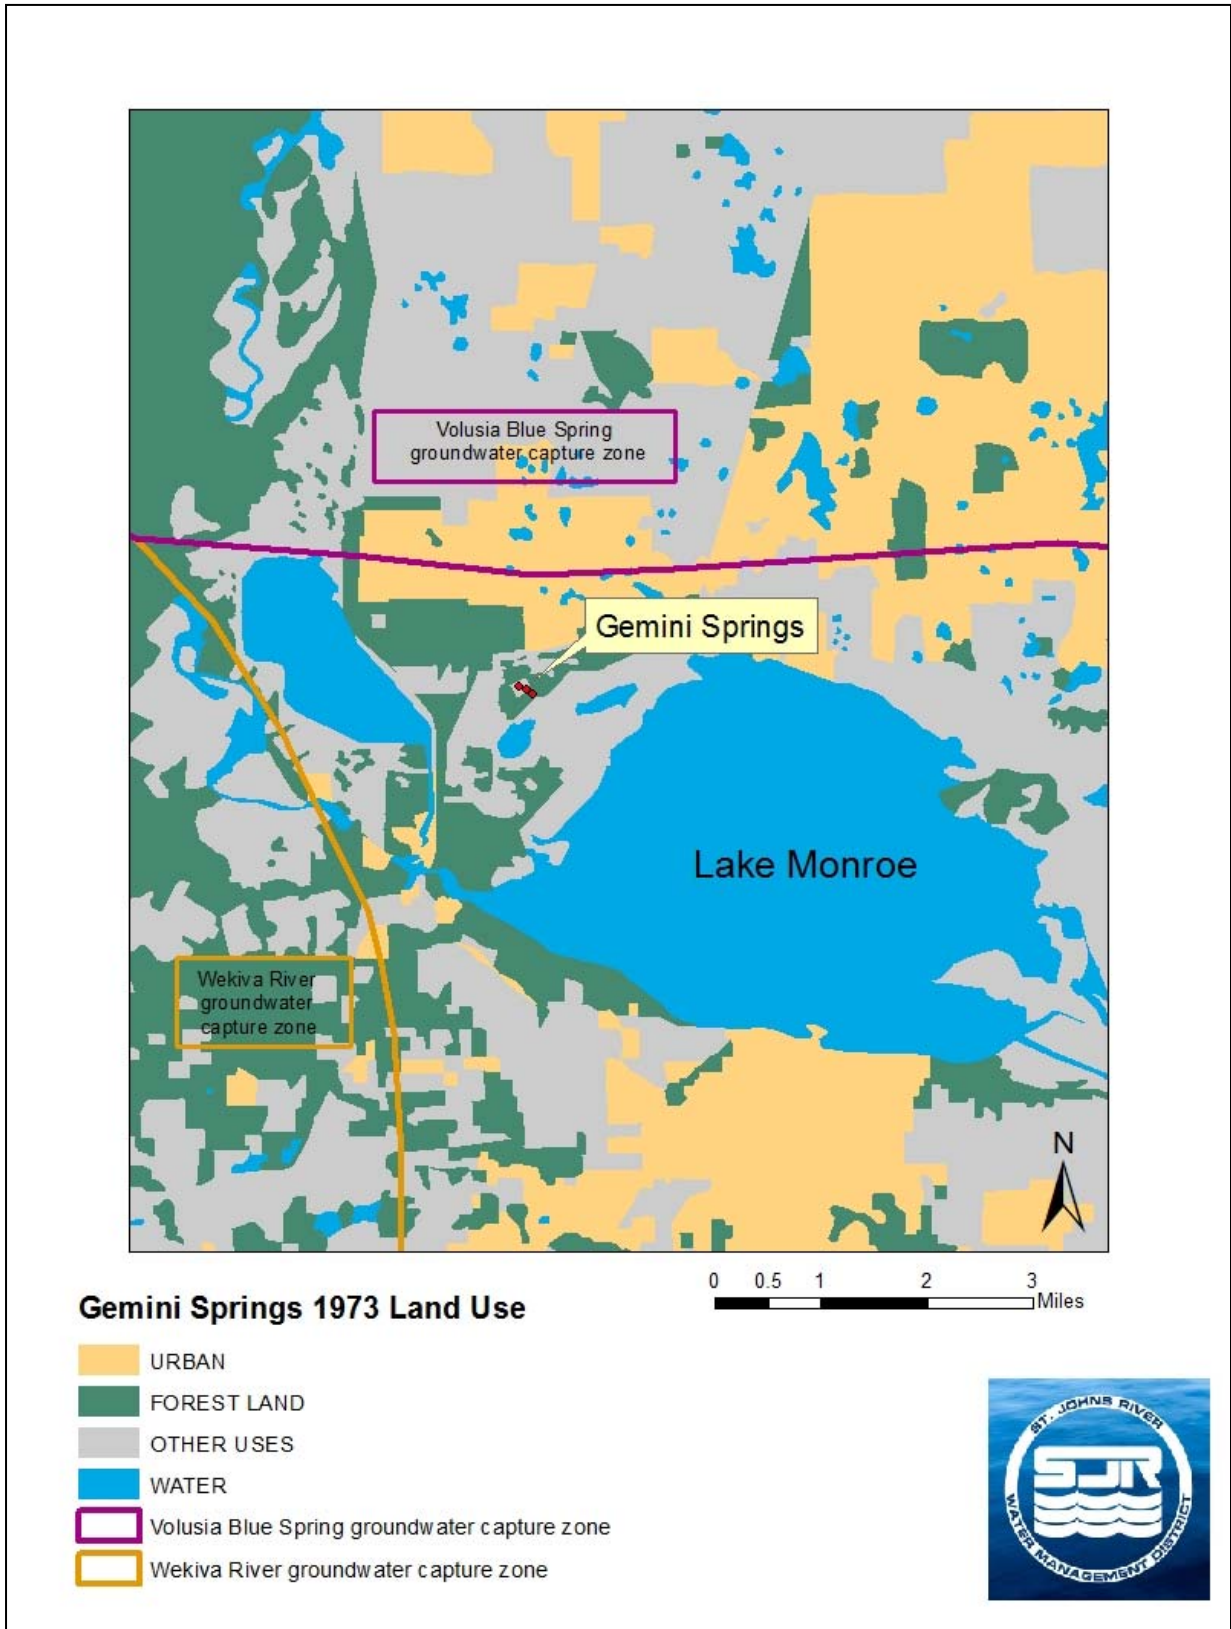 Volusia Blue Spring
groundwater capture zone
Gemini Springs
Lake Monroe
Wekiva River
groundwater
capture zone
N
0 0.5 1 2 3
Miles
Gemini Springs 1973 Land Use
URBAN
FOREST LAND
OTHER USES
WATER
Volusia Blue Spring groundwater capture zone
Wekiva River groundwater capture zone
ST. JOHNS RIVER
SJR
WATER MANAGEMENT DISTRICT